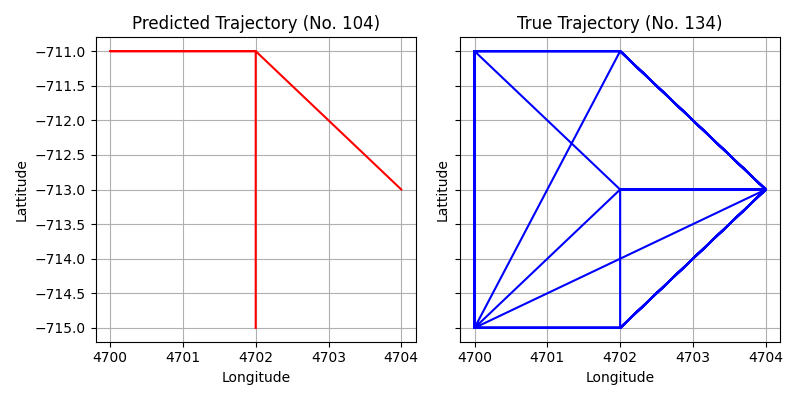 Predicted Trajectory (No. 104)
−711.0
−711.5
−712.0
−712.5
−713.0
−713.5
−714.0
−714.5
−715.0
Lattitude
4700 4701 4702 4703 4704
Longitude
True Trajectory (No. 134)
Lattitude
4700 4701 4702 4703 4704
Longitude